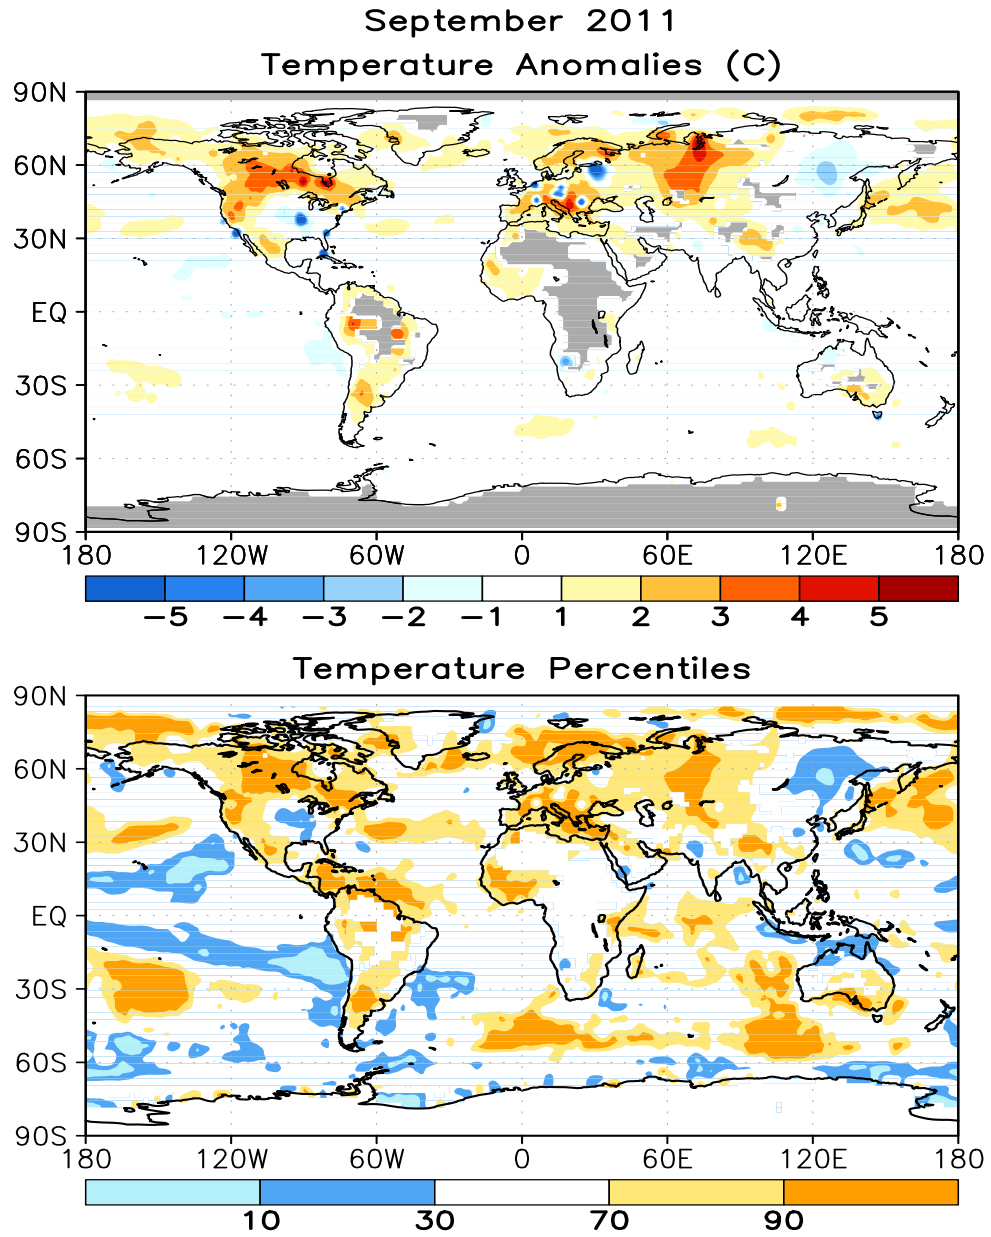 September 2011
Temperature Anomalies (C)
90N
60N
30N
EQ
30S
60S
90S
180 120W 60W 0 60E 120E 180
−5 −4 −3 −2 −1 1 2 3 4 5
Temperature Percentiles
90N
60N
30N
EQ
30S
60S
90S
180 120W 60W 0 60E 120E 180
10 30 70 90